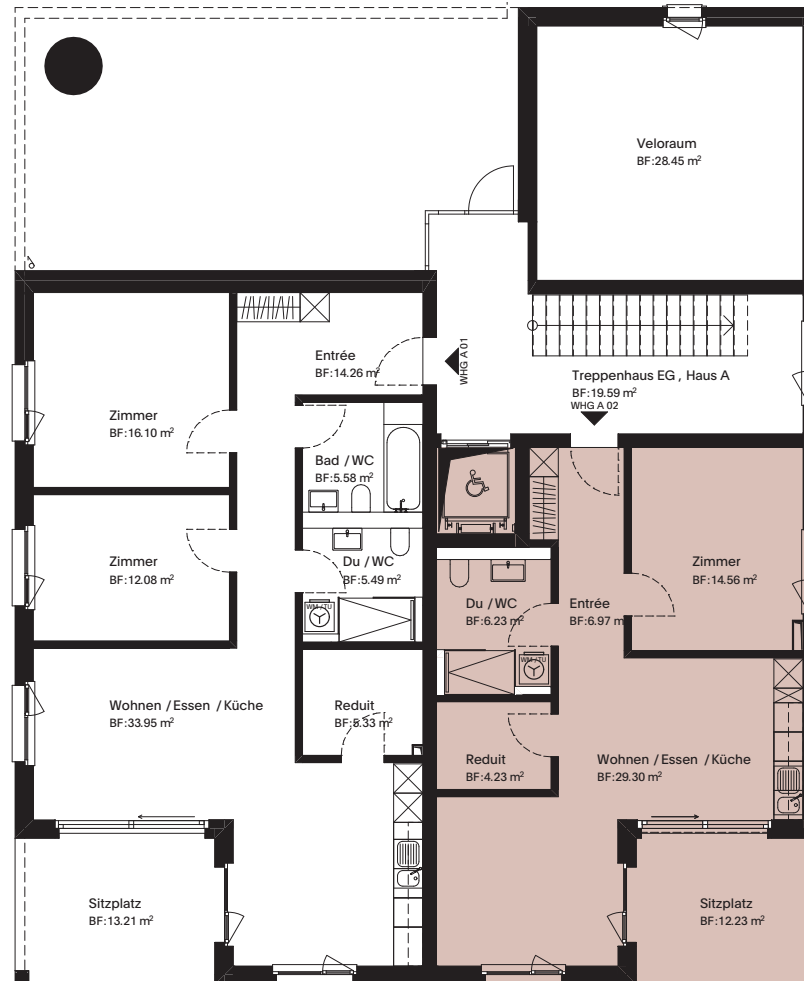 Veloraum
BF:28.45 m²
Entrée
BF:14.26 m²
WHG A 01
Treppenhaus EG , Haus A
BF:19.59 m²
WHG A 02
Zimmer
BF:16.10 m²
Bad / WC
BF:5.58 m²
Zimmer
BF:12.08 m²
Du / WC
BF:5.49 m²
WM / TU
Zimmer
BF:14.56 m²
Du / WC
BF:6.23 m²
Entrée
BF:6.97 m
WM / TU
Wohnen / Essen / Küche
BF:33.95 m²
Reduit
BF:5.33 m²
Reduit
BF:4.23 m²
Wohnen / Essen / Küche
BF:29.30 m²
Sitzplatz
BF:13.21 m²
Sitzplatz
BF:12.23 m²